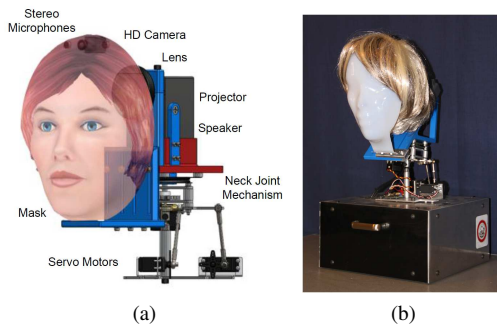 Stereo
Microphones
HD Camera
Lens
Projector
Speaker
Neck Joint
Mechanism
Mask
Servo Motors
(a)
(b)